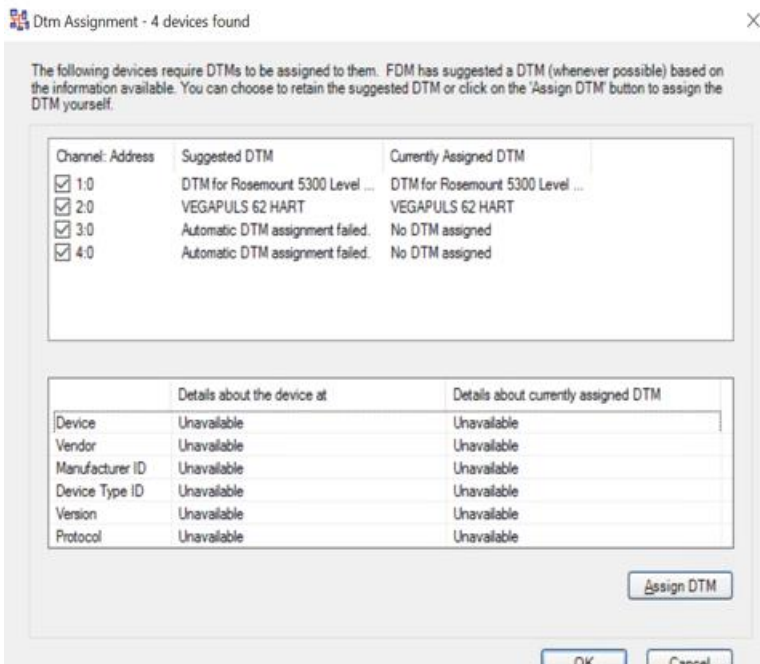 Dtm Assignment - 4 devices found
The following devices require DTMs to be assigned to them. FDM has suggested a DTM (whenever possible) based on
the information available. You can choose to retain the suggested DTM or click on the 'Assign DTM' button to assign the
DTM yourself.
Channel: Address Suggested DTM Currently Assigned DTM
1:0 DTM for Rosemount 5300 Level ... DTM for Rosemount 5300 Level ...
2:0 VEGAPULS 62 HART VEGAPULS 62 HART
3:0 Automatic DTM assignment failed. No DTM assigned
4:0 Automatic DTM assignment failed. No DTM assigned
Details about the device at Details about currently assigned DTM
Device Unavailable Unavailable
Vendor Unavailable Unavailable
Manufacturer ID Unavailable Unavailable
Device Type ID Unavailable Unavailable
Version Unavailable Unavailable
Protocol Unavailable Unavailable
Assign DTM
OK Cancel